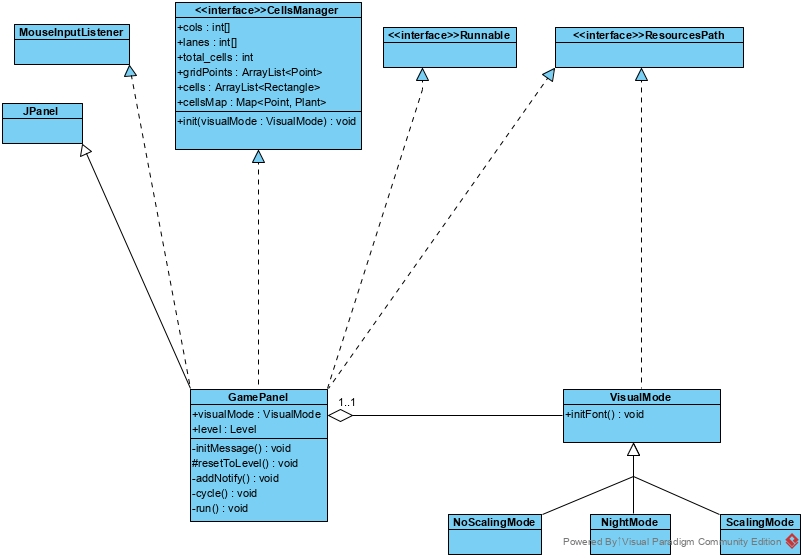 <<interface>>CellsManager
+cols : int[]
+lanes : int[]
+total_cells : int
+gridPoints : ArrayList<Point>
+cells : ArrayList<Rectangle>
+cellsMap : Map<Point, Plant>
+init(visualMode : VisualMode) : void
MouseInputListener
<<interface>>Runnable
<<interface>>ResourcesPath
JPanel
GamePanel
+visualMode : VisualMode
+level : Level
-initMessage() : void
#resetToLevel() : void
-addNotify() : void
-cycle() : void
-run() : void
1..1
VisualMode
+initFont() : void
NoScalingMode
NightMode
ScalingMode
Powered By Visual Paradigm Community Edition